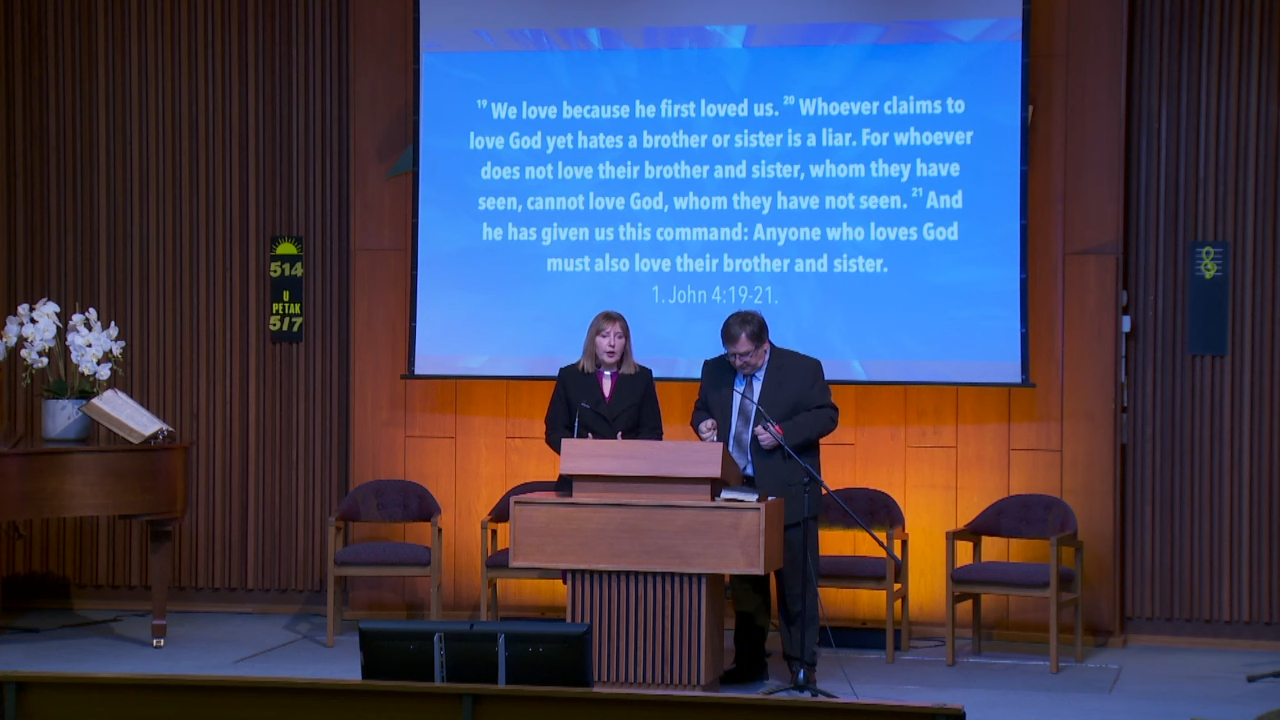 ¹⁹ We love because he first loved us. ²⁰ Whoever claims to
love God yet hates a brother or sister is a liar. For whoever
does not love their brother and sister, whom they have
seen, cannot love God, whom they have not seen. ²¹ And
he has given us this command: Anyone who loves God
must also love their brother and sister.
1. John 4:19-21.
514
U
PETAK
517